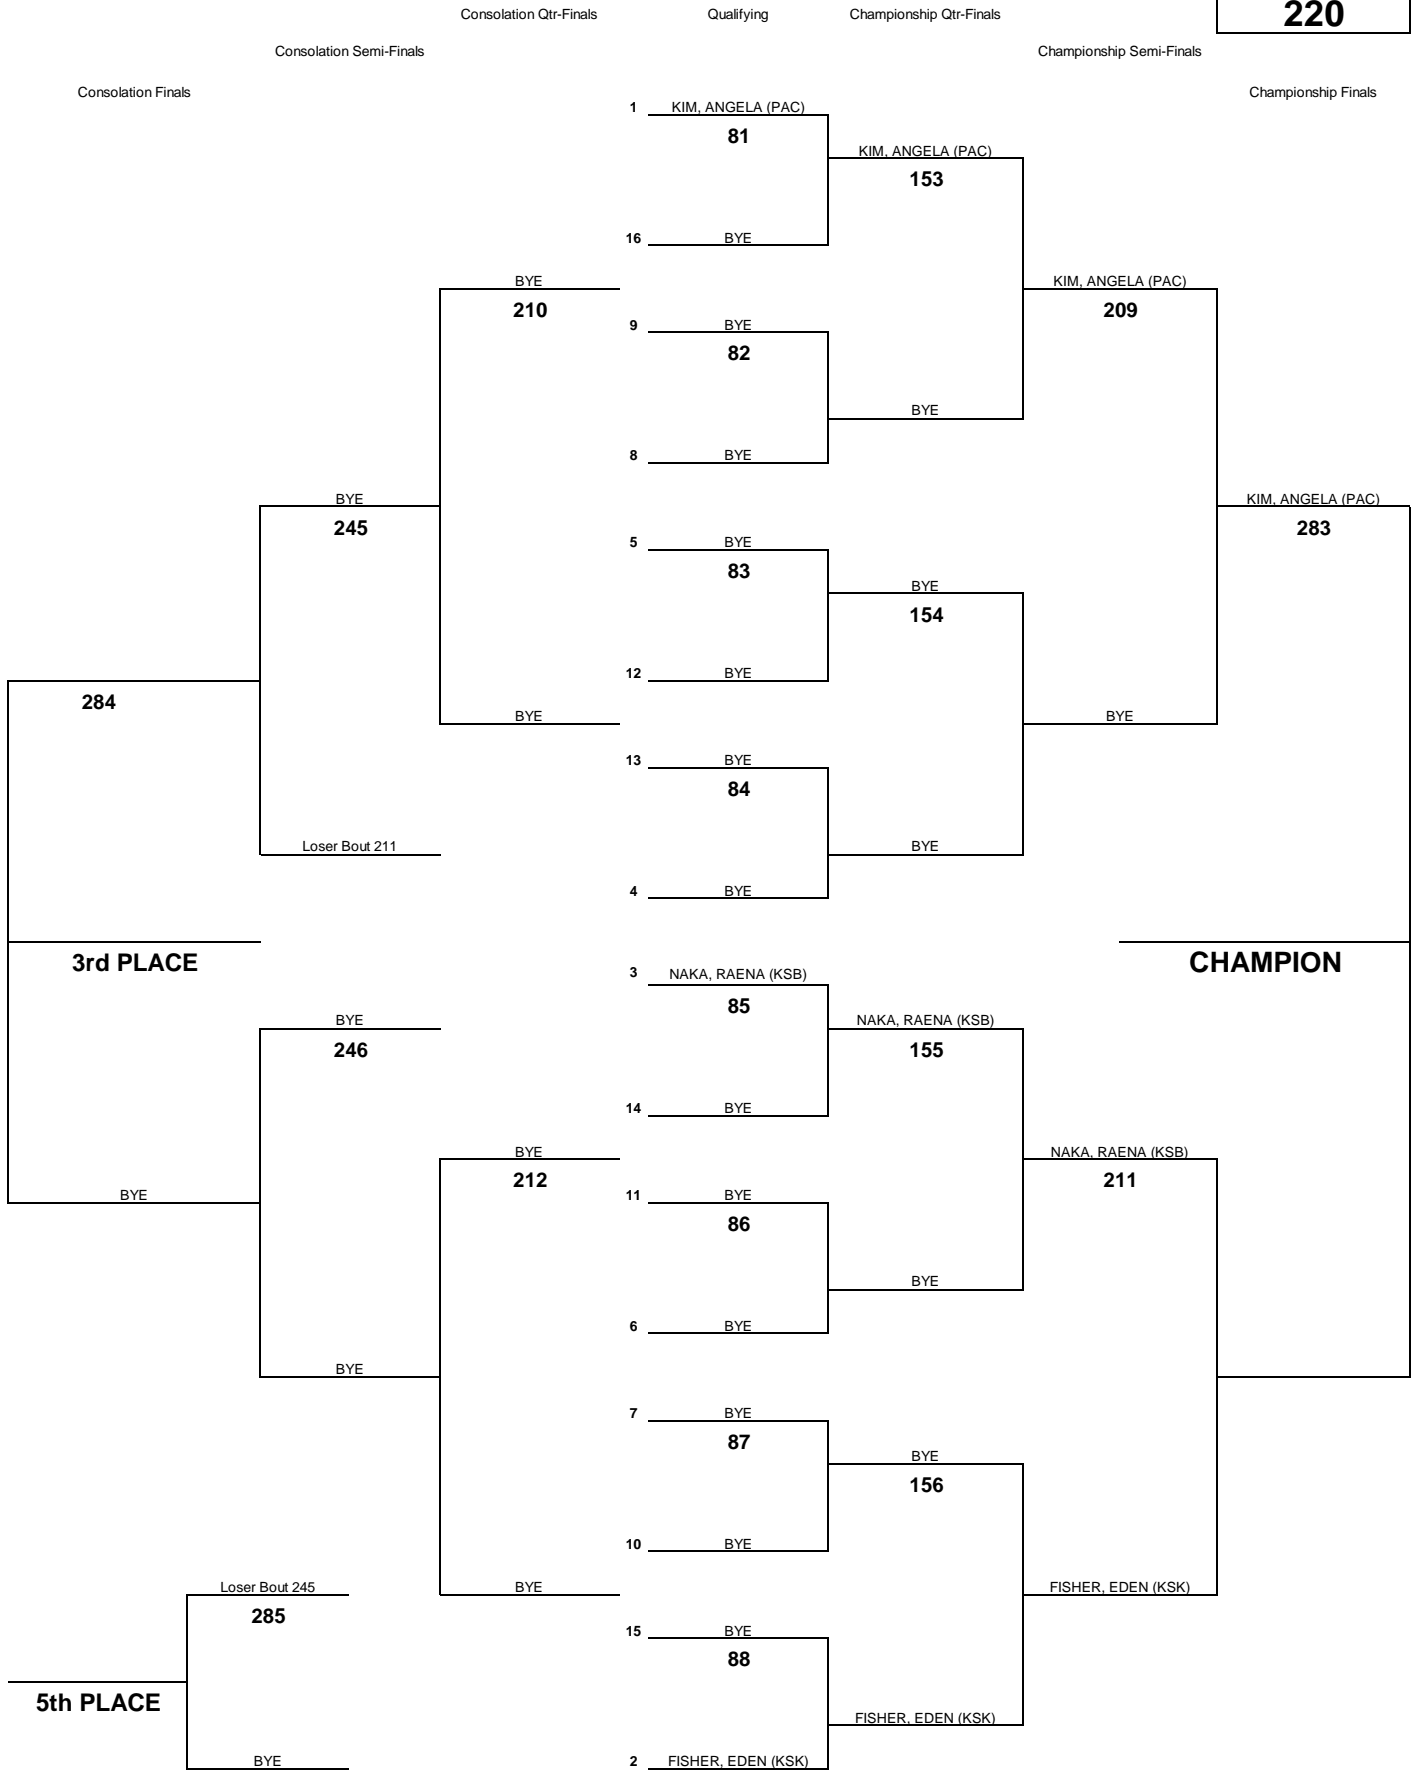 Consolation Qtr-Finals Qualifying Championship Qtr-Finals 220
Consolation Semi-Finals Championship Semi-Finals
Consolation Finals Championship Finals
1 KIM, ANGELA (PAC)
81
KIM, ANGELA (PAC)
153
16 BYE
BYE KIM, ANGELA (PAC)
210 209
9 BYE
82
BYE
8 BYE
BYE KIM, ANGELA (PAC)
245 283
5 BYE
83
BYE
154
12 BYE
284
BYE BYE
13 BYE
84
Loser Bout 211 BYE
4 BYE
3rd PLACE CHAMPION
3 NAKA, RAENA (KSB)
85
BYE NAKA, RAENA (KSB)
246 155
14 BYE
BYE NAKA, RAENA (KSB)
212 211
BYE 11 BYE
86
BYE
6 BYE
BYE
7 BYE
87
BYE
156
10 BYE
Loser Bout 245 BYE FISHER, EDEN (KSK)
285
15 BYE
88
5th PLACE
FISHER, EDEN (KSK)
BYE 2 FISHER, EDEN (KSK)